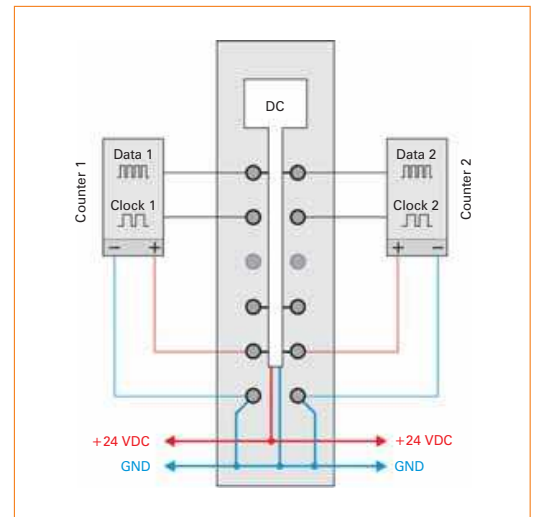 DC
Counter 1
Data 1
Clock 1
− +
Data 2
Clock 2
+ −
Counter 2
+24 VDC
+24 VDC
GND
GND